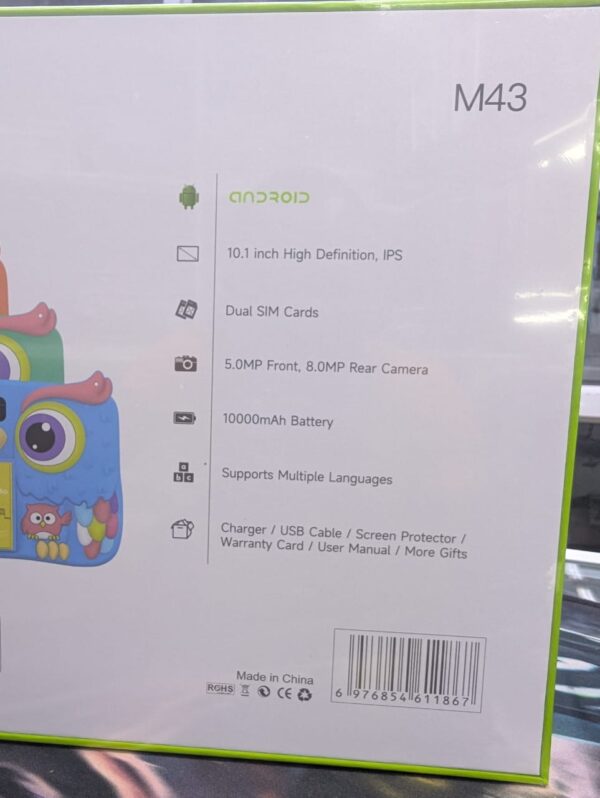 M43
ANDROID
10.1 inch High Definition, IPS
Dual SIM Cards
5.0MP Front, 8.0MP Rear Camera
10000mAh Battery
a
b c
Supports Multiple Languages
Charger / USB Cable / Screen Protector /
Warranty Card / User Manual / More Gifts
Made in China
ROHS CE
6 976854 611867